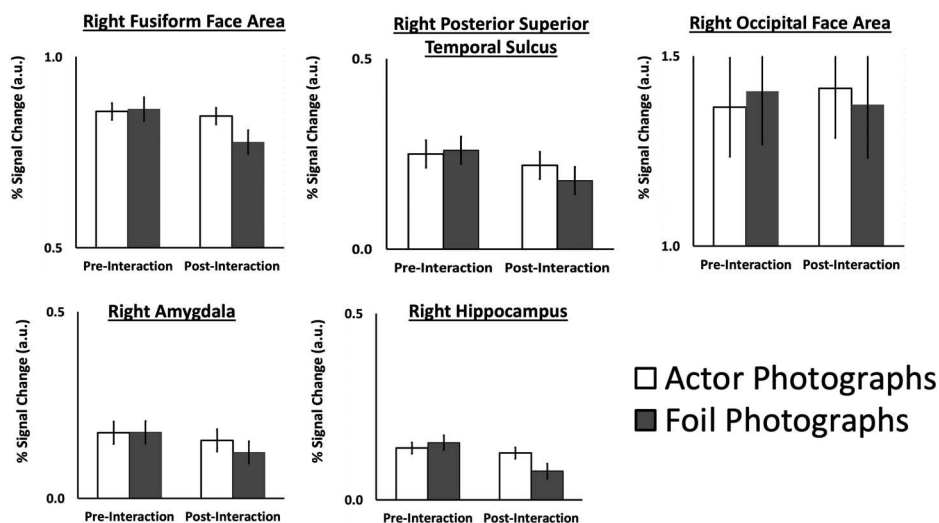 Right Fusiform Face Area
% Signal Change (a.u.)
1.0
0.5
Pre-Interaction Post-Interaction
Right Posterior Superior
Temporal Sulcus
% Signal Change (a.u.)
0.5
0.0
Pre-Interaction Post-Interaction
Right Occipital Face Area
% Signal Change (a.u.)
1.5
1.0
Pre-Interaction Post-Interaction
Right Amygdala
% Signal Change (a.u.)
0.5
0.0
Pre-Interaction Post-Interaction
Right Hippocampus
% Signal Change (a.u.)
0.5
0.0
Pre-Interaction Post-Interaction
Actor Photographs
Foil Photographs